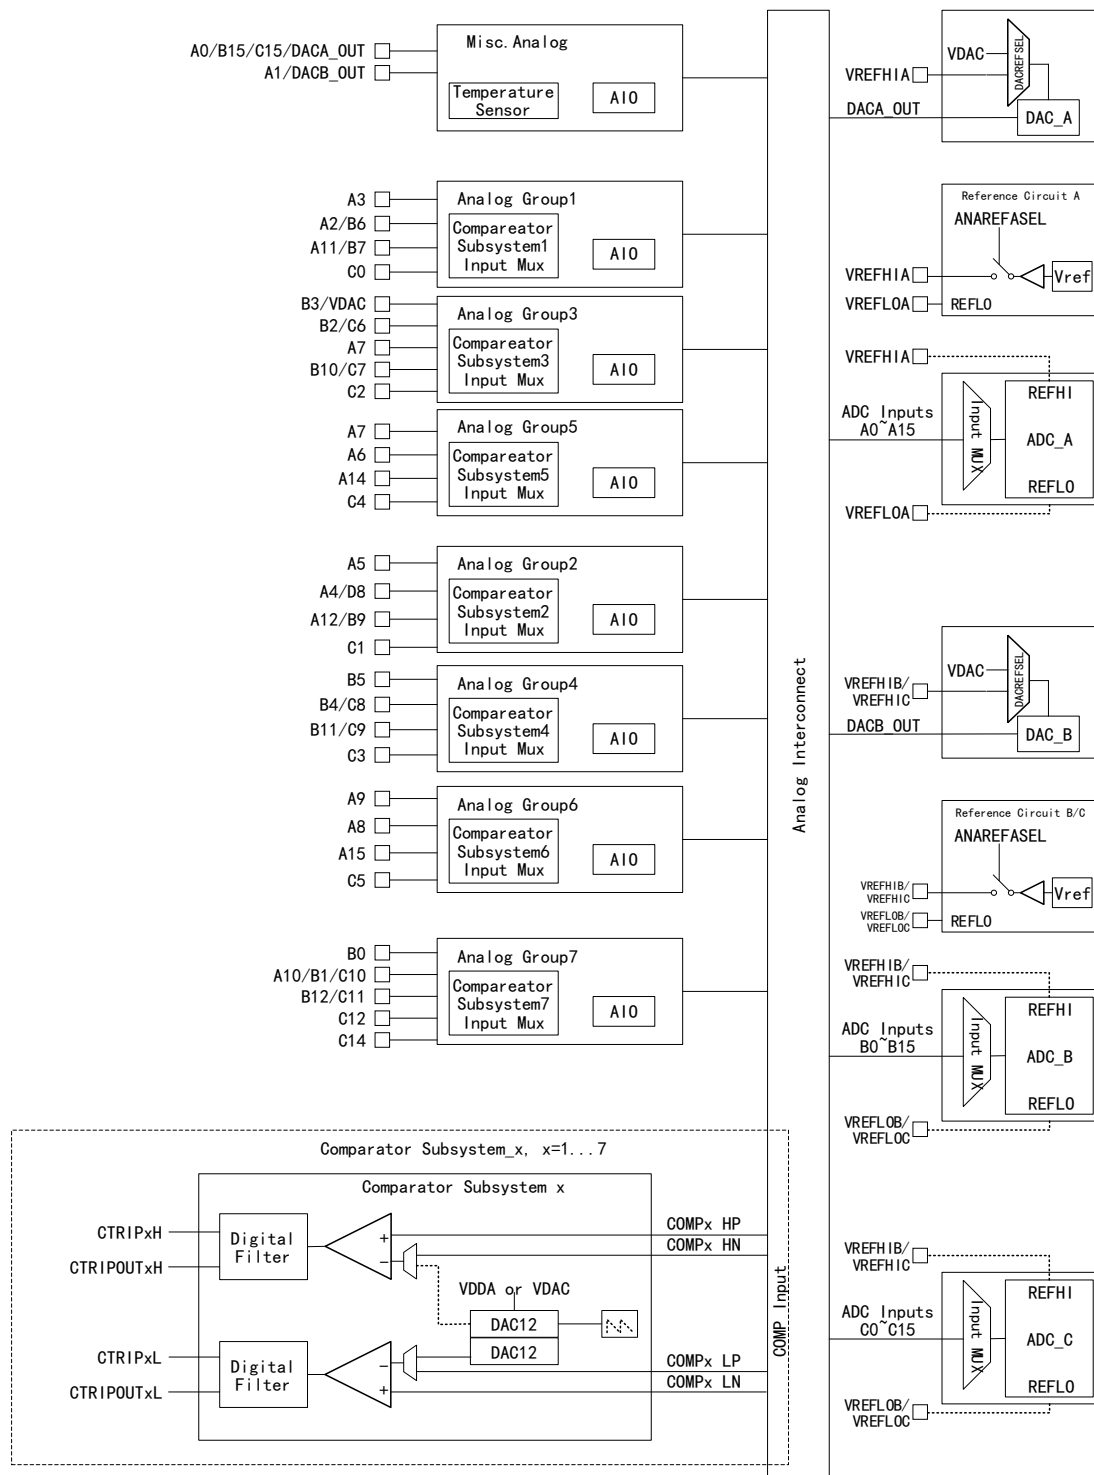 Misc.Analog
A0/B15/C15/DACA_OUT
A1/DACB_OUT
Temperature
Sensor
AIO
A3
A2/B6
A11/B7
C0
Analog Group1
Compareator
Subsystem1
Input Mux
AIO
B3/VDAC
B2/C6
A7
B10/C7
C2
Analog Group3
Compareator
Subsystem3
Input Mux
AIO
A7
A6
A14
C4
Analog Group5
Compareator
Subsystem5
Input Mux
AIO
A5
A4/D8
A12/B9
C1
Analog Group2
Compareator
Subsystem2
Input Mux
AIO
B5
B4/C8
B11/C9
C3
Analog Group4
Compareator
Subsystem4
Input Mux
AIO
A9
A8
A15
C5
Analog Group6
Compareator
Subsystem6
Input Mux
AIO
B0
A10/B1/C10
B12/C11
C12
C14
Analog Group7
Compareator
Subsystem7
Input Mux
AIO
Analog Interconnect
VDAC
VREFHIA
DACREFSEL
DACA_OUT
DAC_A
Reference Circuit A
ANAREFASEL
VREFHIA
Vref
VREFLOA
REFLO
VREFHIA
REFHI
ADC Inputs
A0~A15
Input MUX
ADC_A
REFLO
VREFLOA
VDAC
VREFHIB/
VREFHIC
DACREFSEL
DACB_OUT
DAC_B
Reference Circuit B/C
ANAREFASEL
VREFHIB/
VREFHIC
Vref
VREFLOB/
VREFLOC
REFLO
VREFHIB/
VREFHIC
REFHI
ADC Inputs
B0~B15
Input MUX
ADC_B
REFLO
VREFLOB/
VREFLOC
VREFHIB/
VREFHIC
REFHI
ADC Inputs
C0~C15
Input MUX
ADC_C
REFLO
VREFLOB/
VREFLOC
Comparator Subsystem_x, x=1...7
Comparator Subsystem x
CTRIPxH
CTRIPOUTxH
Digital
Filter
+
−
COMPx HP
COMPx HN
VDDA or VDAC
DAC12
DAC12
COMP Input
CTRIPxL
CTRIPOUTxL
Digital
Filter
−
+
COMPx LP
COMPx LN